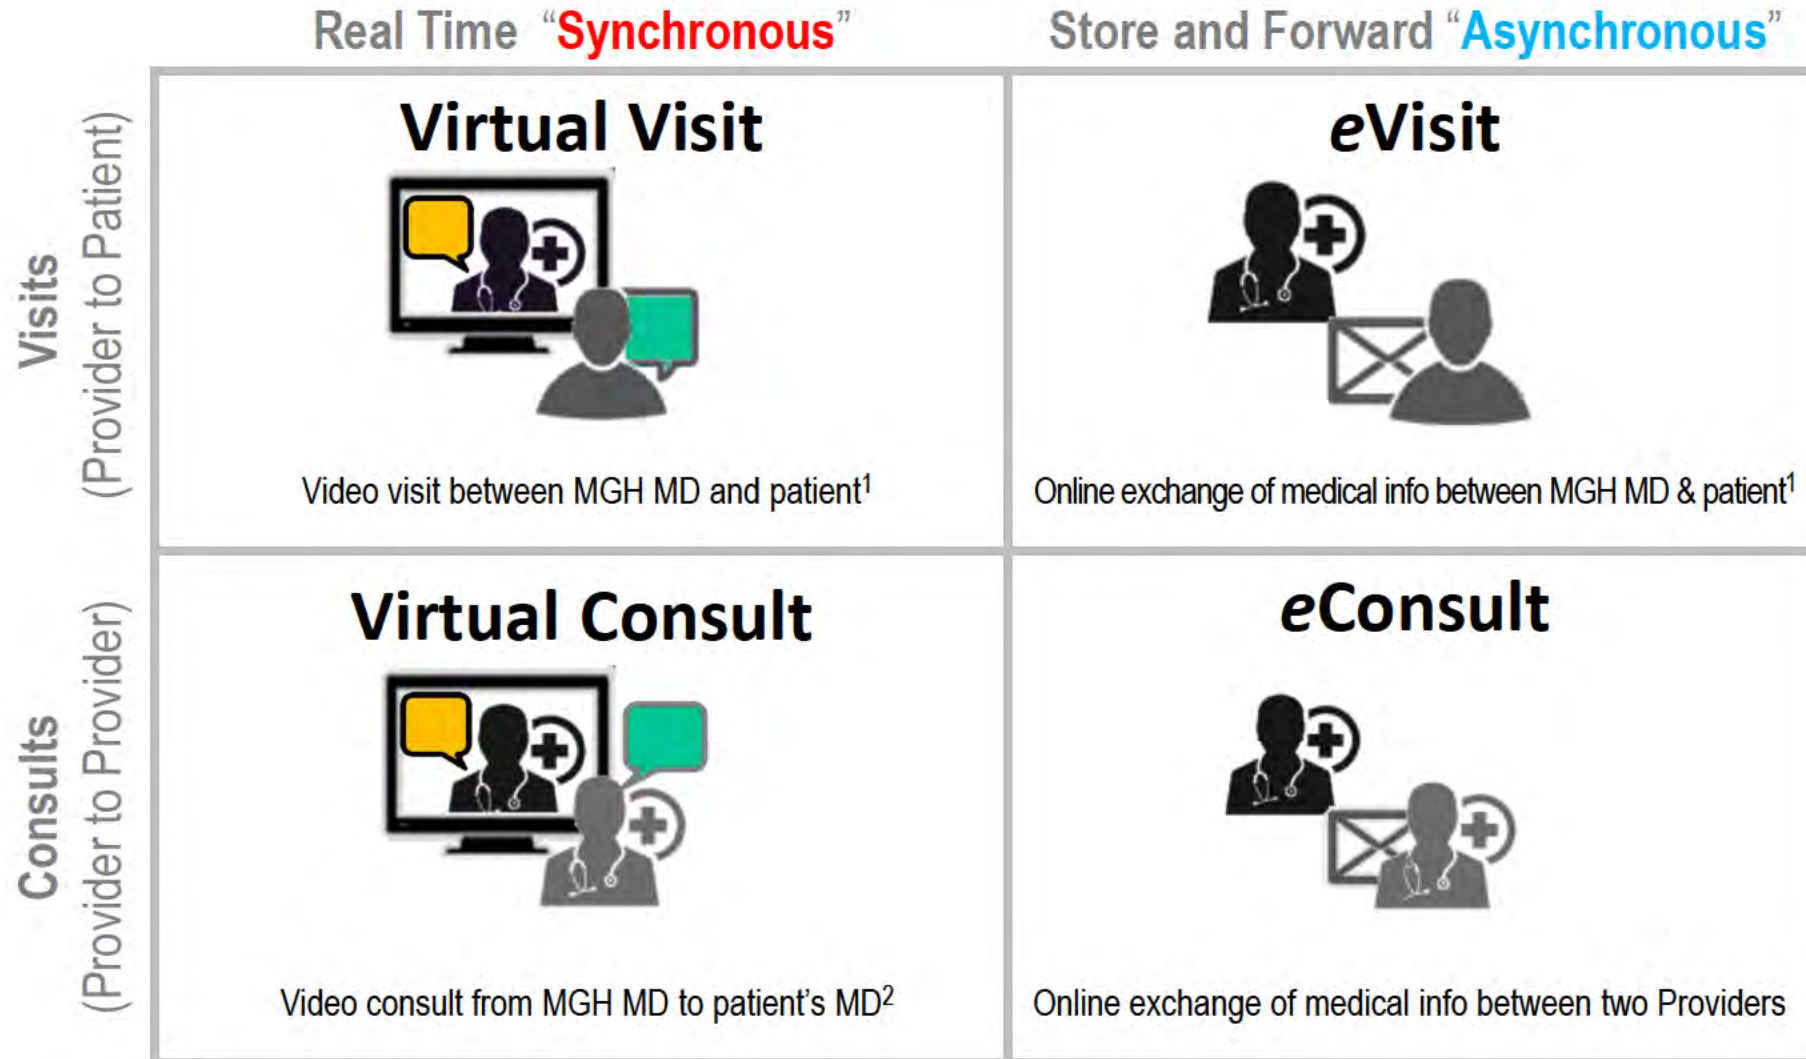 Real Time “Synchronous”
Store and Forward “Asynchronous”
Visits
(Provider to Patient)
Virtual Visit
Video visit between MGH MD and patient¹
eVisit
Online exchange of medical info between MGH MD & patient¹
Consults
(Provider to Provider)
Virtual Consult
Video consult from MGH MD to patient’s MD²
eConsult
Online exchange of medical info between two Providers